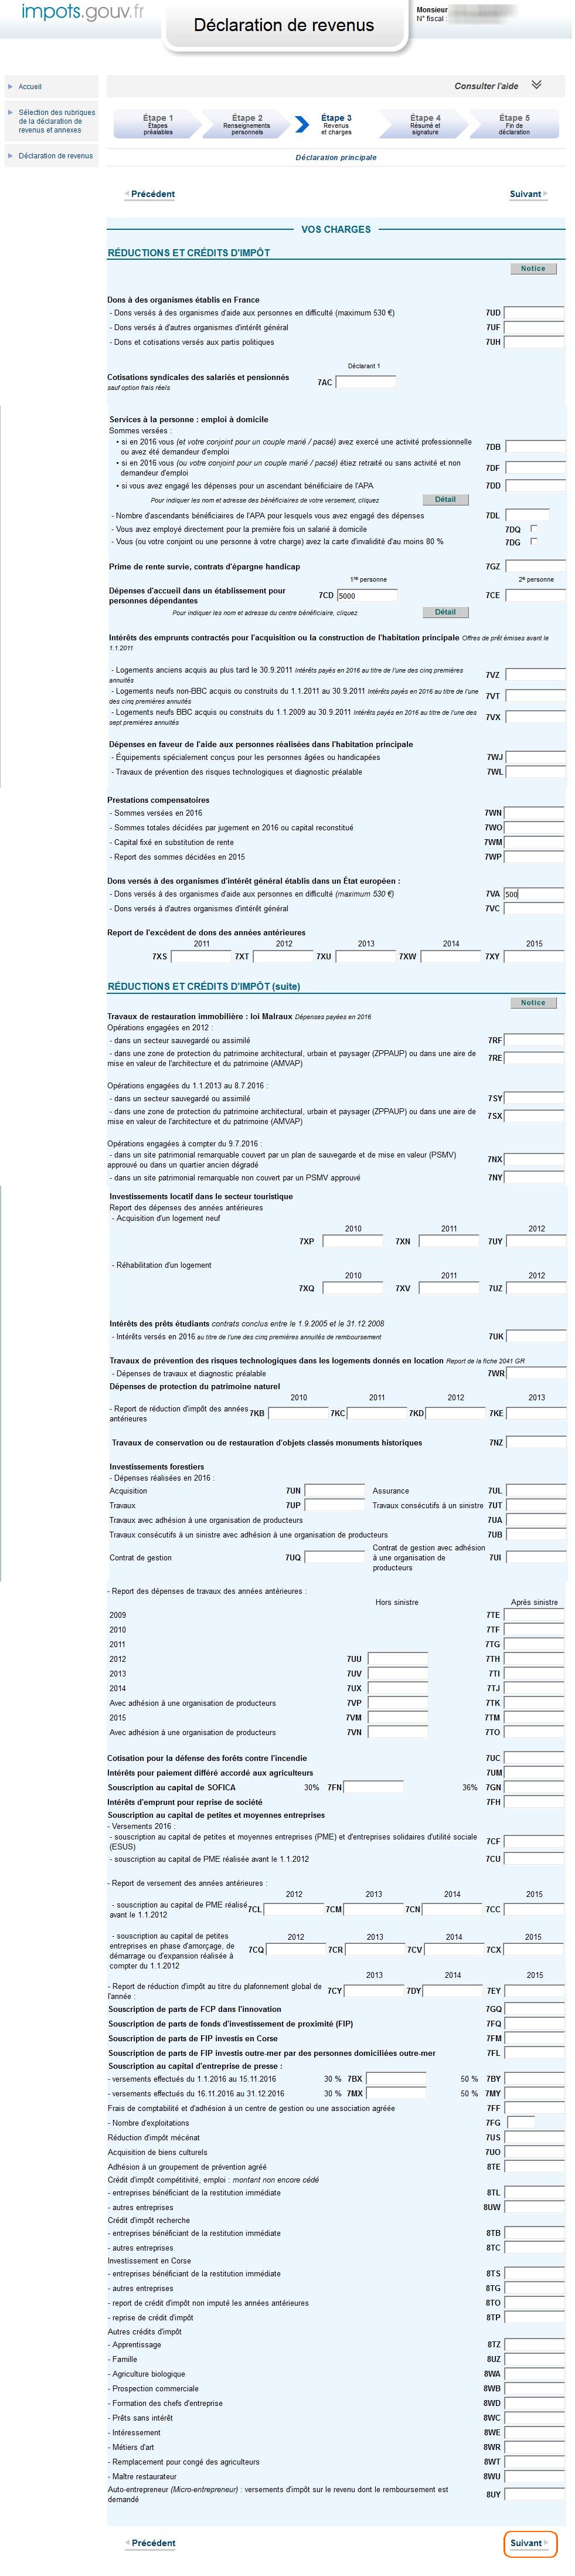 impots.gouv.fr
Déclaration de revenus
Monsieur
N° fiscal :
Accueil
Sélection des rubriques
de la déclaration de
revenus et annexes
Déclaration de revenus
Consulter l'aide
Étape 1
Étapes
préalables
Étape 2
Renseignements
personnels
Étape 3
Revenus
et charges
Étape 4
Résumé et
signature
Étape 5
Fin de
déclaration
Déclaration principale
Précédent
Suivant
VOS CHARGES
RÉDUCTIONS ET CRÉDITS D'IMPÔT
Notice
Dons à des organismes établis en France
- Dons versés à des organismes d'aide aux personnes en difficulté (maximum 530 €) 7UD
- Dons versés à d'autres organismes d'intérêt général 7UF
- Dons et cotisations versés aux partis politiques 7UH
Déclarant 1
Cotisations syndicales des salariés et pensionnés 7AC
sauf option frais réels
Services à la personne : emploi à domicile
Sommes versées :
• si en 2016 vous (et votre conjoint pour un couple marié / pacsé) avez exercé une activité professionnelle
ou avez été demandeur d'emploi 7DB
• si en 2016 vous (ou votre conjoint pour un couple marié / pacsé) étiez retraité ou sans activité et non
demandeur d'emploi 7DF
• si vous avez engagé les dépenses pour un ascendant bénéficiaire de l'APA 7DD
Pour indiquer les nom et adresse des bénéficiaires de votre versement, cliquez Détail
- Nombre d'ascendants bénéficiaires de l'APA pour lesquels vous avez engagé des dépenses 7DL
- Vous avez employé directement pour la première fois un salarié à domicile 7DQ
- Vous (ou votre conjoint ou une personne à votre charge) avez la carte d'invalidité d'au moins 80 % 7DG
Prime de rente survie, contrats d'épargne handicap 7GZ
1re personne 2e personne
Dépenses d'accueil dans un établissement pour
personnes dépendantes 7CD 5000 7CE
Pour indiquer les nom et adresse du centre bénéficiaire, cliquez Détail
Intérêts des emprunts contractés pour l'acquisition ou la construction de l'habitation principale Offres de prêt émises avant le
1.1.2011
- Logements anciens acquis au plus tard le 30.9.2011 Intérêts payés en 2016 au titre de l'une des cinq premières
annuités 7VZ
- Logements neufs non-BBC acquis ou construits du 1.1.2011 au 30.9.2011 Intérêts payés en 2016 au titre de l'une
des cinq premières annuités 7VT
- Logements neufs BBC acquis ou construits du 1.1.2009 au 30.9.2011 Intérêts payés en 2016 au titre de l'une des
sept premières annuités 7VX
Dépenses en faveur de l'aide aux personnes réalisées dans l'habitation principale
- Équipements spécialement conçus pour les personnes âgées ou handicapées 7WJ
- Travaux de prévention des risques technologiques et diagnostic préalable 7WL
Prestations compensatoires
- Sommes versées en 2016 7WN
- Sommes totales décidées par jugement en 2016 ou capital reconstitué 7WO
- Capital fixé en substitution de rente 7WM
- Report des sommes décidées en 2015 7WP
Dons versés à des organismes d'intérêt général établis dans un État européen :
- Dons versés à des organismes d'aide aux personnes en difficulté (maximum 530 €) 7VA 500
- Dons versés à d'autres organismes d'intérêt général 7VC
Report de l'excédent de dons des années antérieures
2011 2012 2013 2014 2015
7XS 7XT 7XU 7XW 7XY
RÉDUCTIONS ET CRÉDITS D'IMPÔT (suite)
Notice
Travaux de restauration immobilière : loi Malraux Dépenses payées en 2016
Opérations engagées en 2012 :
- dans un secteur sauvegardé ou assimilé 7RF
- dans une zone de protection du patrimoine architectural, urbain et paysager (ZPPAUP) ou dans une aire de
mise en valeur de l'architecture et du patrimoine (AMVAP) 7RE
Opérations engagées du 1.1.2013 au 8.7.2016 :
- dans un secteur sauvegardé ou assimilé 7SY
- dans une zone de protection du patrimoine architectural, urbain et paysager (ZPPAUP) ou dans une aire de
mise en valeur de l'architecture et du patrimoine (AMVAP) 7SX
Opérations engagées à compter du 9.7.2016 :
- dans un site patrimonial remarquable couvert par un plan de sauvegarde et de mise en valeur (PSMV)
approuvé ou dans un quartier ancien dégradé 7NX
- dans un site patrimonial remarquable non couvert par un PSMV approuvé 7NY
Investissements locatif dans le secteur touristique
Report des dépenses des années antérieures
- Acquisition d'un logement neuf
2010 2011 2012
7XP 7XN 7UY
- Réhabilitation d'un logement
2010 2011 2012
7XQ 7XV 7UZ
Intérêts des prêts étudiants contrats conclus entre le 1.9.2005 et le 31.12.2008
- Intérêts versés en 2016 au titre de l'une des cinq premières annuités de remboursement 7UK
Travaux de prévention des risques technologiques dans les logements donnés en location Report de la fiche 2041 GR
- Dépenses de travaux et diagnostic préalable 7WR
Dépenses de protection du patrimoine naturel
2010 2011 2012 2013
- Report de réduction d'impôt des années
antérieures 7KB 7KC 7KD 7KE
Travaux de conservation ou de restauration d'objets classés monuments historiques 7NZ
Investissements forestiers
- Dépenses réalisées en 2016 :
Acquisition 7UN Assurance 7UL
Travaux 7UP Travaux consécutifs à un sinistre 7UT
Travaux avec adhésion à une organisation de producteurs 7UA
Travaux consécutifs à un sinistre avec adhésion à une organisation de producteurs 7UB
Contrat de gestion 7UQ Contrat de gestion avec adhésion
à une organisation de
producteurs 7UI
- Report des dépenses de travaux des années antérieures :
Hors sinistre Après sinistre
2009 7TE
2010 7TF
2011 7TG
2012 7UU 7TH
2013 7UV 7TI
2014 7UX 7TJ
Avec adhésion à une organisation de producteurs 7VP 7TK
2015 7VM 7TM
Avec adhésion à une organisation de producteurs 7VN 7TO
Cotisation pour la défense des forêts contre l'incendie 7UC
Intérêts pour paiement différé accordé aux agriculteurs 7UM
Souscription au capital de SOFICA 30% 7FN 36% 7GN
Intérêts d'emprunt pour reprise de société 7FH
Souscription au capital de petites et moyennes entreprises
- Versements 2016 :
- souscription au capital de petites et moyennes entreprises (PME) et d'entreprises solidaires d'utilité sociale
(ESUS) 7CF
- souscription au capital de PME réalisée avant le 1.1.2012 7CU
- Report de versement des années antérieures :
2012 2013 2014 2015
- souscription au capital de PME réalisé
avant le 1.1.2012 7CL 7CM 7CN 7CC
- souscription au capital de petites
entreprises en phase d'amorçage, de
démarrage ou d'expansion réalisée à
compter du 1.1.2012
2012 2013 2014 2015
7CQ 7CR 7CV 7CX
2013 2014 2015
- Report de réduction d'impôt au titre du plafonnement global de
l'année : 7CY 7DY 7EY
Souscription de parts de FCP dans l'innovation 7GQ
Souscription de parts de fonds d'investissement de proximité (FIP) 7FQ
Souscription de parts de FIP investis en Corse 7FM
Souscription de parts de FIP investis outre-mer par des personnes domiciliées outre-mer 7FL
Souscription au capital d'entreprise de presse :
- versements effectués du 1.1.2016 au 15.11.2016 30 % 7BX 50 % 7BY
- versements effectués du 16.11.2016 au 31.12.2016 30 % 7MX 50 % 7MY
Frais de comptabilité et d'adhésion à un centre de gestion ou une association agréée 7FF
- Nombre d'exploitations 7FG
Réduction d'impôt mécénat 7US
Acquisition de biens culturels 7UO
Adhésion à un groupement de prévention agréé 8TE
Crédit d'impôt compétitivité, emploi : montant non encore cédé
- entreprises bénéficiant de la restitution immédiate 8TL
- autres entreprises 8UW
Crédit d'impôt recherche
- entreprises bénéficiant de la restitution immédiate 8TB
- autres entreprises 8TC
Investissement en Corse
- entreprises bénéficiant de la restitution immédiate 8TS
- autres entreprises 8TG
- report de crédit d'impôt non imputé les années antérieures 8TO
- reprise de crédit d'impôt 8TP
Autres crédits d'impôt
- Apprentissage 8TZ
- Famille 8UZ
- Agriculture biologique 8WA
- Prospection commerciale 8WB
- Formation des chefs d'entreprise 8WD
- Prêts sans intérêt 8WC
- Intéressement 8WE
- Métiers d'art 8WR
- Remplacement pour congé des agriculteurs 8WT
- Maître restaurateur 8WU
Auto-entrepreneur (Micro-entrepreneur) : versements d'impôt sur le revenu dont le remboursement est
demandé 8UY
Précédent
Suivant